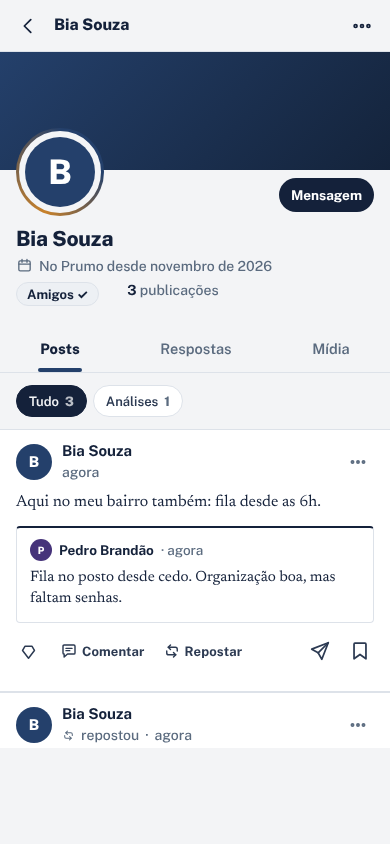 Bia Souza
B
Mensagem
Bia Souza
No Prumo desde novembro de 2026
Amigos ✓
3 publicações
Posts
Respostas
Mídia
Tudo 3
Análises 1
B
Bia Souza
agora
Aqui no meu bairro também: fila desde as 6h.
P
Pedro Brandão · agora
Fila no posto desde cedo. Organização boa, mas
faltam senhas.
Comentar
Repostar
B
Bia Souza
repostou · agora